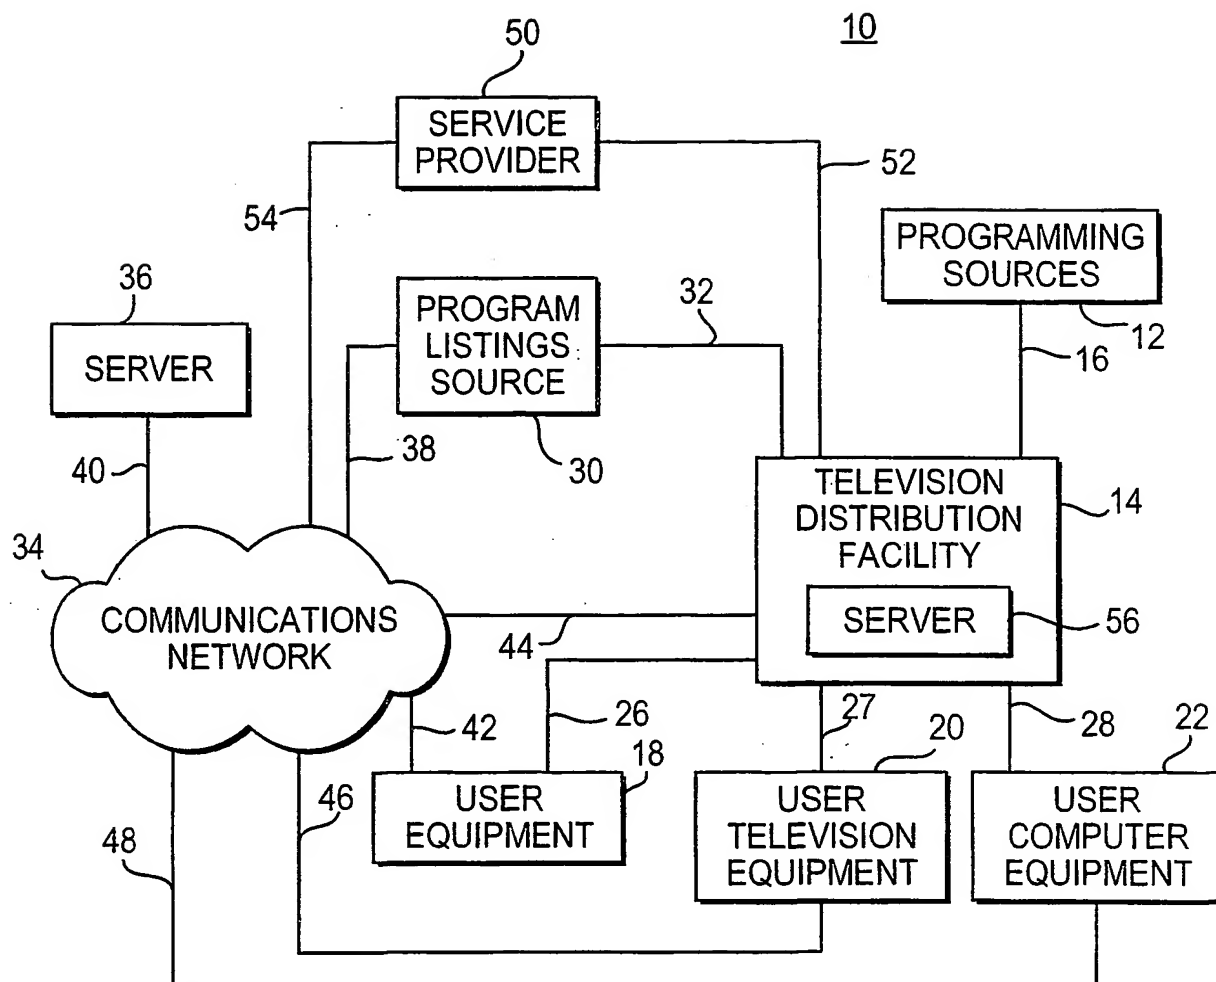 10
50
SERVICE
PROVIDER
52
54
PROGRAMMING
SOURCES
12
16
36
SERVER
40
PROGRAM
LISTINGS
SOURCE
32
38
30
TELEVISION
DISTRIBUTION
FACILITY
14
SERVER
56
34
COMMUNICATIONS
NETWORK
44
42
26
27
28
18
USER
EQUIPMENT
20
USER
TELEVISION
EQUIPMENT
22
USER
COMPUTER
EQUIPMENT
46
48